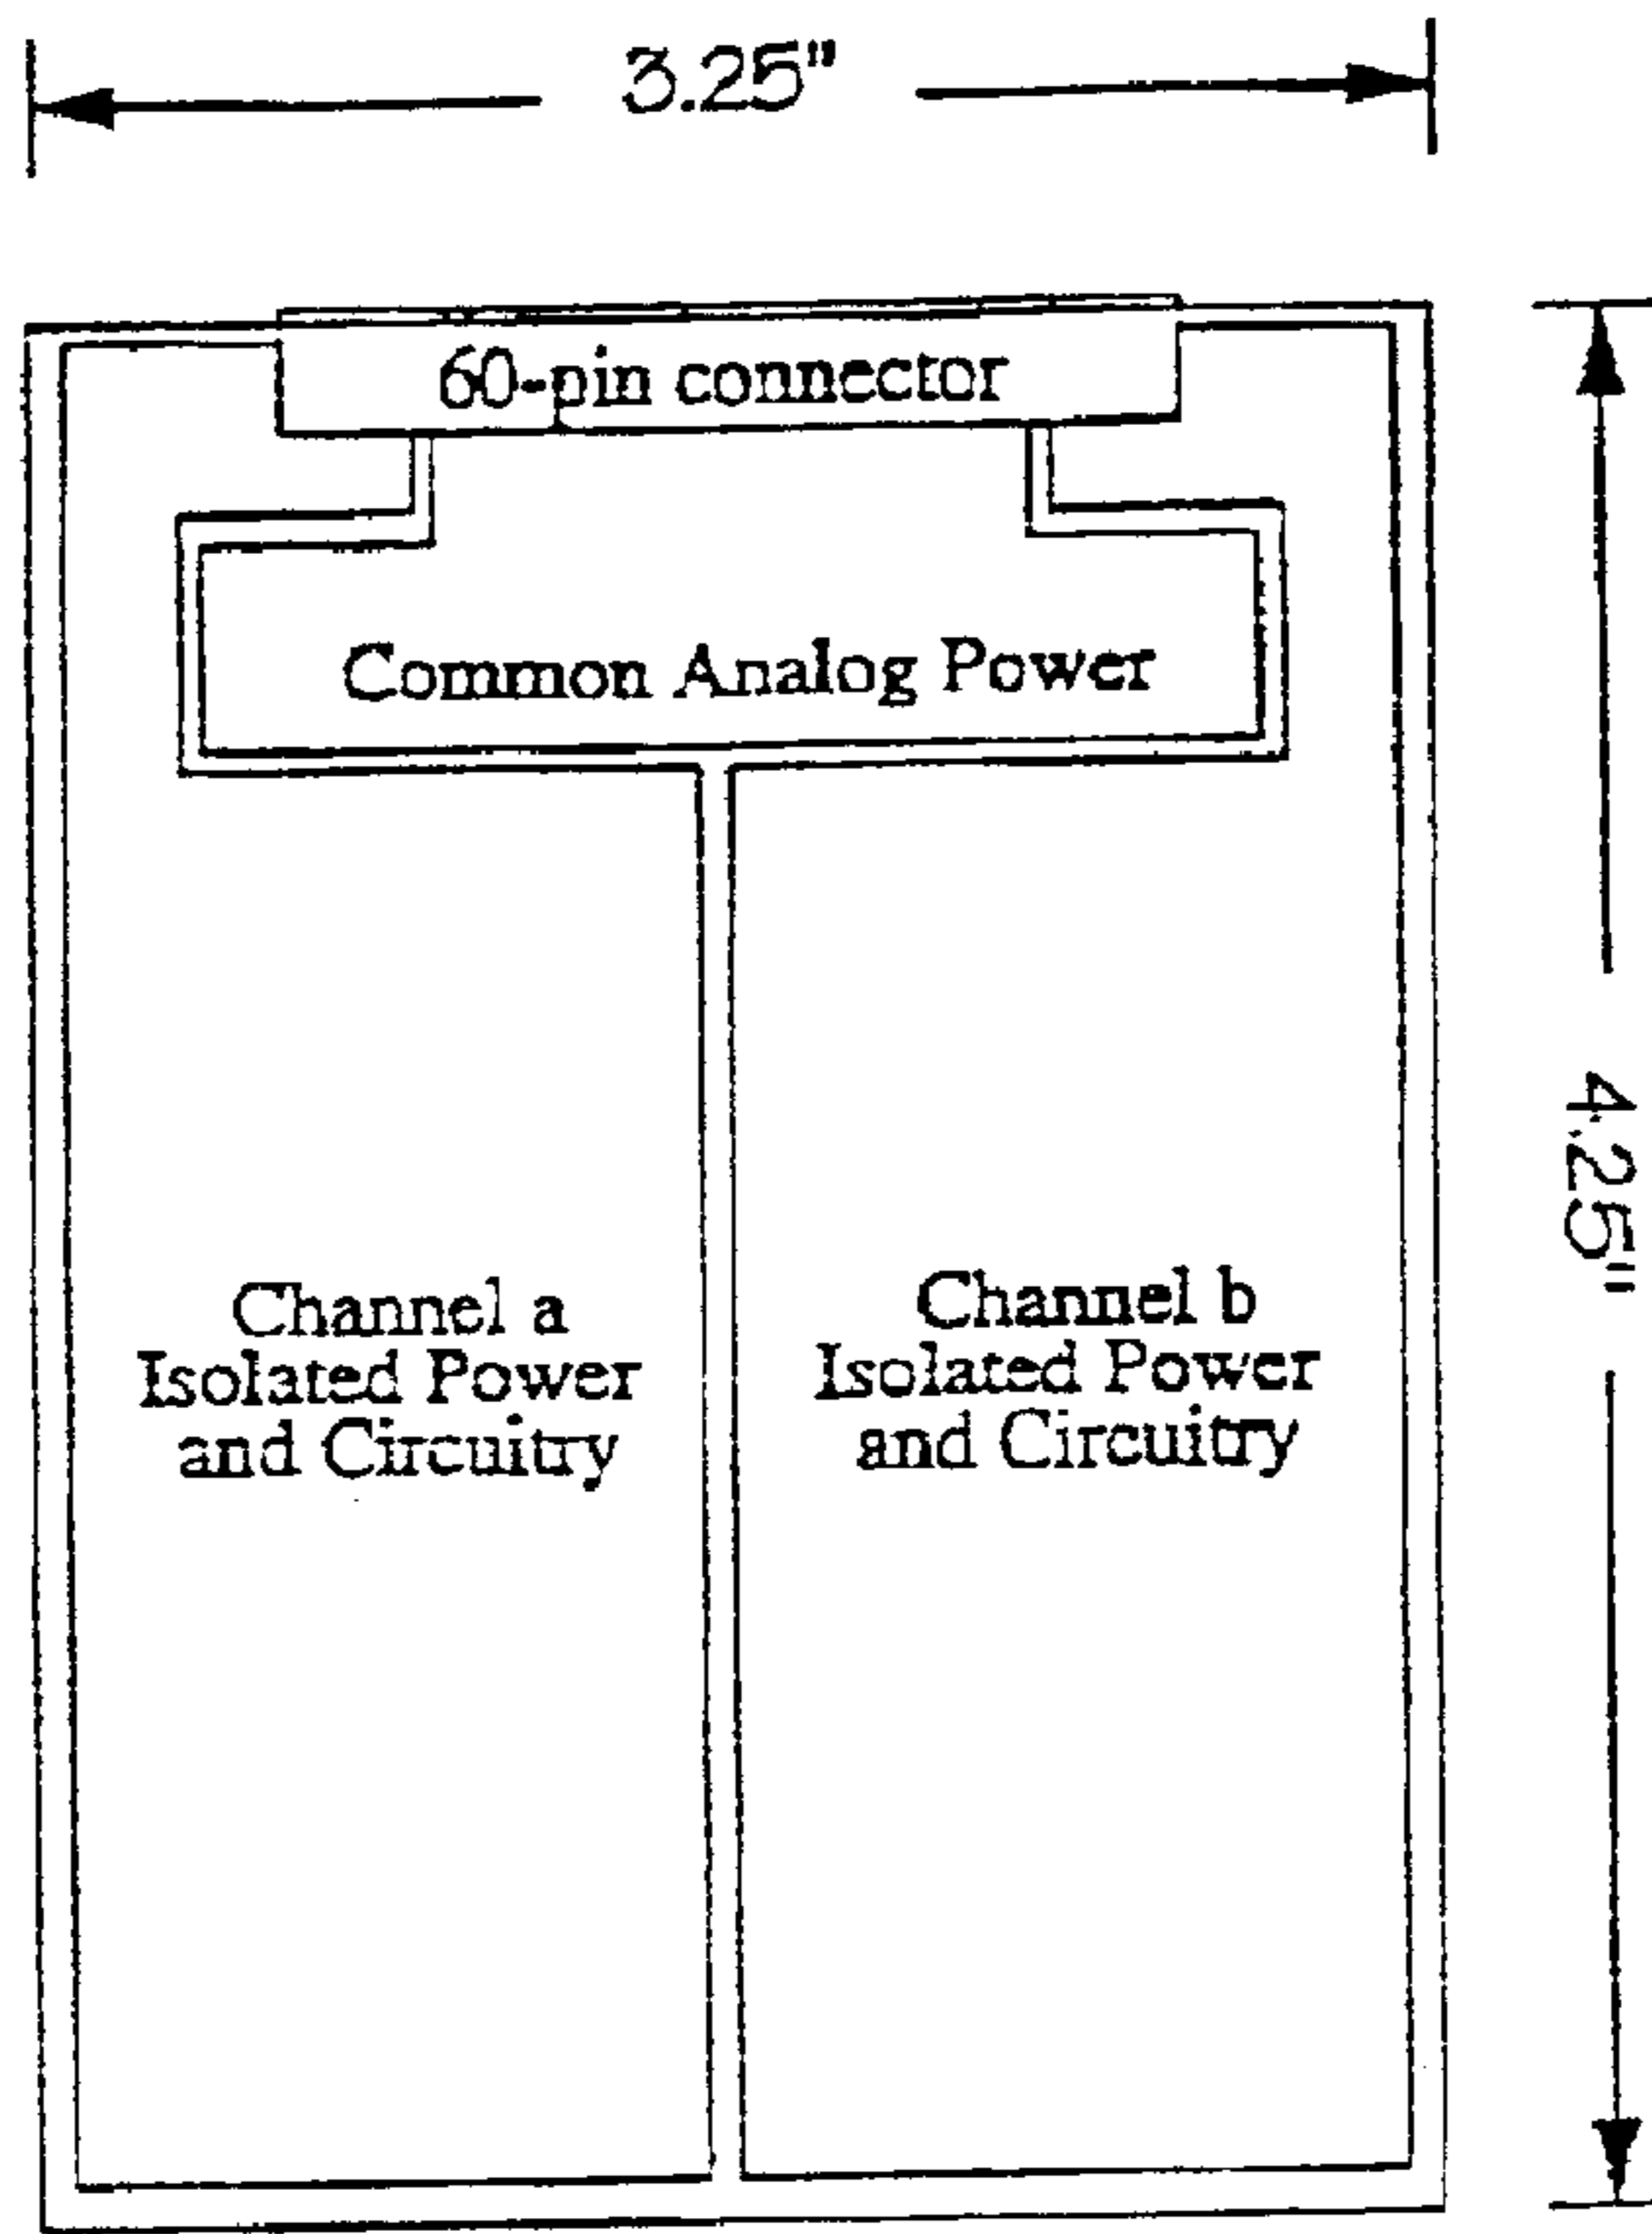 3.25"
60-pin connector
Common Analog Power
4.25"
Channel a
Isolated Power
and Circuitry
Channel b
Isolated Power
and Circuitry